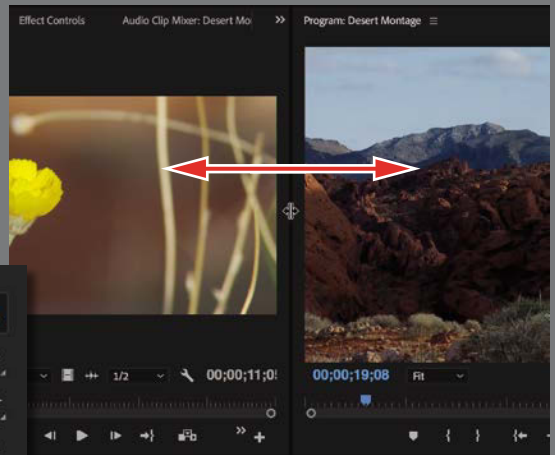 Effect Controls Audio Clip Mixer: Desert Mo Program: Desert Montage
1/2 00;00;11;0 00;00;19;08 Fit